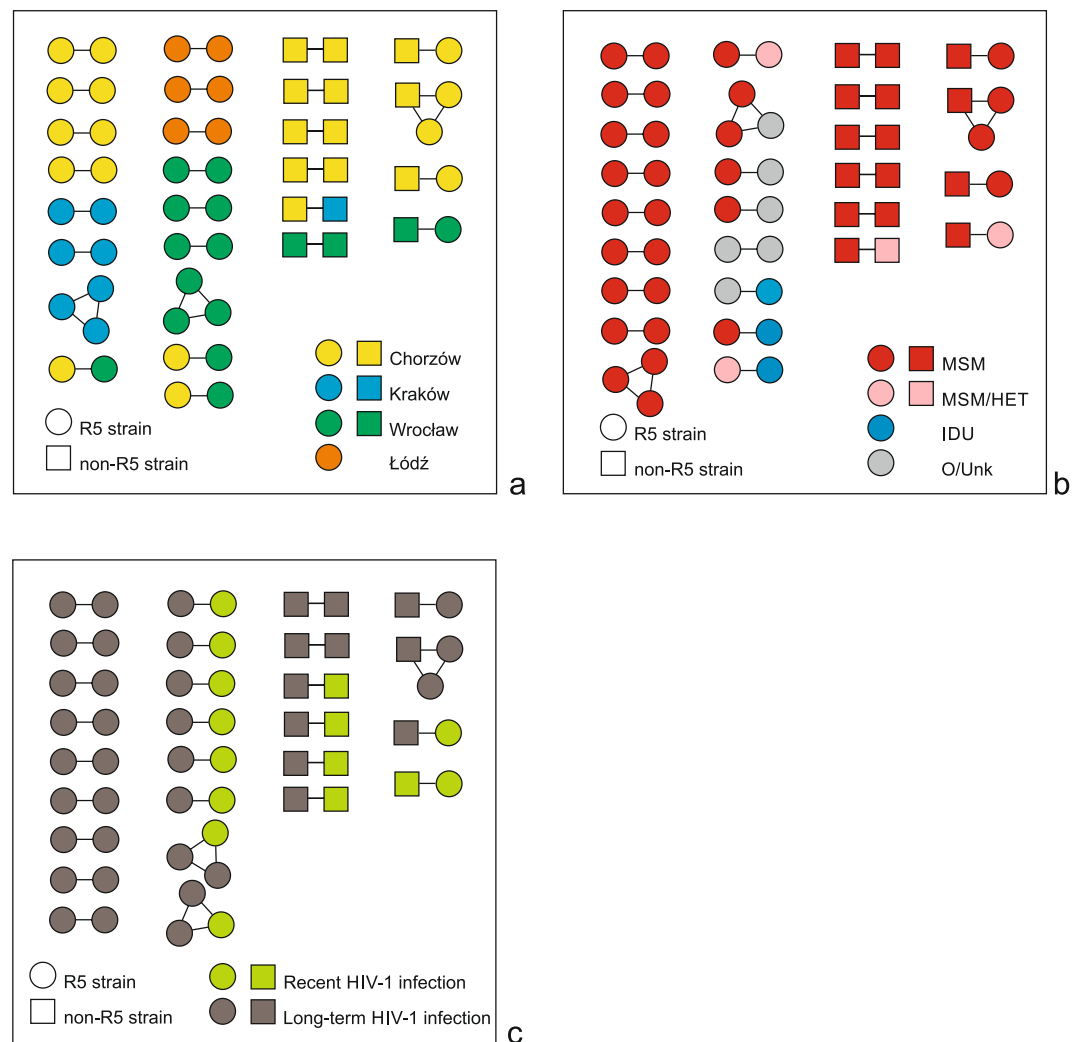 Chorzów
Kraków
R5 strain
Wrocław
non-R5 strain
Łódź
a
MSM
MSM/HET
R5 strain
IDU
non-R5 strain
O/Unk
b
R5 strain
Recent HIV-1 infection
non-R5 strain
Long-term HIV-1 infection
c